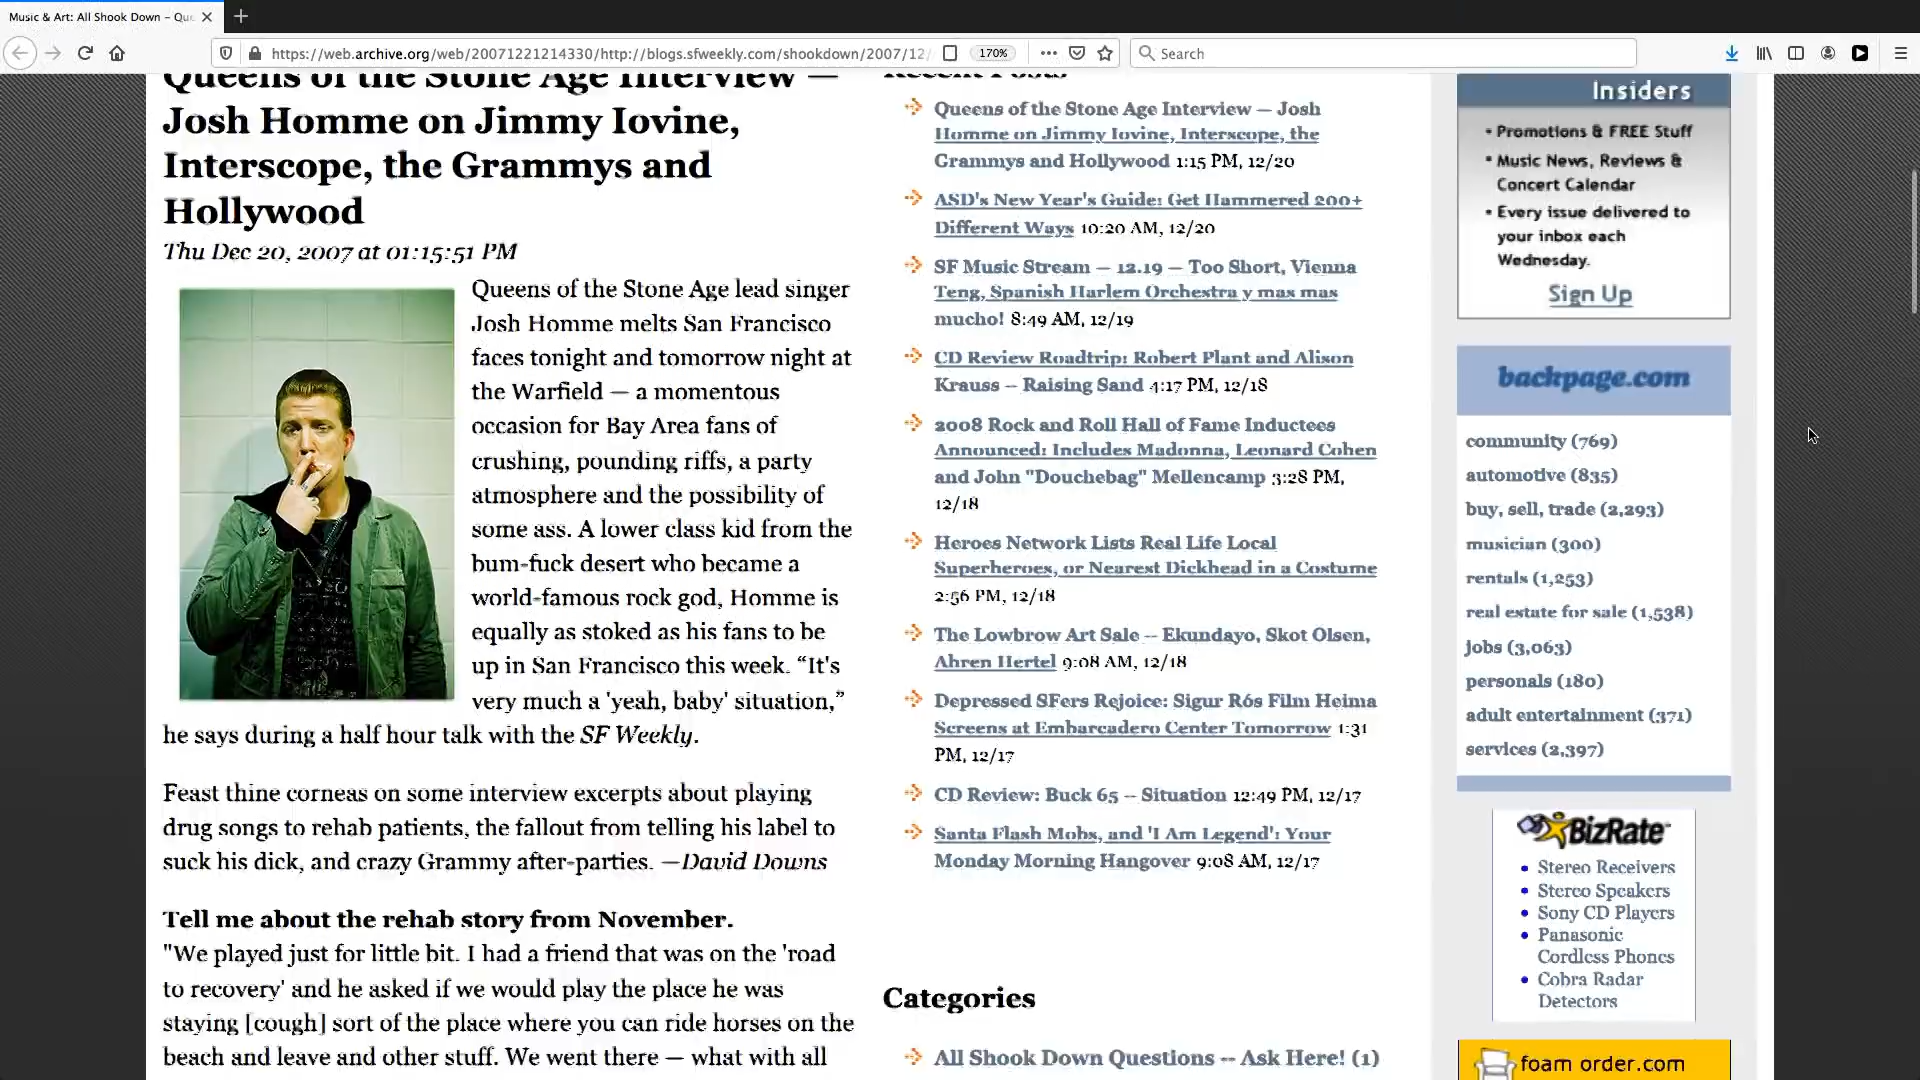 Music & Art: All Shook Down – Que
https://web.archive.org/web/20071221214330/http://blogs.sfweekly.com/shookdown/2007/12/
170%
Search
Queens of the Stone Age Interview —
Josh Homme on Jimmy Iovine,
Interscope, the Grammys and
Hollywood
Thu Dec 20, 2007 at 01:15:51 PM
Queens of the Stone Age lead singer
Josh Homme melts San Francisco
faces tonight and tomorrow night at
the Warfield — a momentous
occasion for Bay Area fans of
crushing, pounding riffs, a party
atmosphere and the possibility of
some ass. A lower class kid from the
bum-fuck desert who became a
world-famous rock god, Homme is
equally as stoked as his fans to be
up in San Francisco this week. “It's
very much a 'yeah, baby' situation,”
he says during a half hour talk with the SF Weekly.
Feast thine corneas on some interview excerpts about playing
drug songs to rehab patients, the fallout from telling his label to
suck his dick, and crazy Grammy after-parties. —David Downs
Tell me about the rehab story from November.
"We played just for little bit. I had a friend that was on the 'road
to recovery' and he asked if we would play the place he was
staying [cough] sort of the place where you can ride horses on the
beach and leave and other stuff. We went there — what with all
Recent Posts
Queens of the Stone Age Interview — Josh
Homme on Jimmy Iovine, Interscope, the
Grammys and Hollywood 1:15 PM, 12/20
ASD's New Year's Guide: Get Hammered 200+
Different Ways 10:20 AM, 12/20
SF Music Stream — 12.19 — Too Short, Vienna
Teng, Spanish Harlem Orchestra y mas mas
mucho! 8:49 AM, 12/19
CD Review Roadtrip: Robert Plant and Alison
Krauss -- Raising Sand 4:17 PM, 12/18
2008 Rock and Roll Hall of Fame Inductees
Announced: Includes Madonna, Leonard Cohen
and John "Douchebag" Mellencamp 3:28 PM,
12/18
Heroes Network Lists Real Life Local
Superheroes, or Nearest Dickhead in a Costume
2:56 PM, 12/18
The Lowbrow Art Sale -- Ekundayo, Skot Olsen,
Ahren Hertel 9:08 AM, 12/18
Depressed SFers Rejoice: Sigur Rós Film Heima
Screens at Embarcadero Center Tomorrow 1:31
PM, 12/17
CD Review: Buck 65 -- Situation 12:49 PM, 12/17
Santa Flash Mobs, and 'I Am Legend': Your
Monday Morning Hangover 9:08 AM, 12/17
Categories
All Shook Down Questions -- Ask Here! (1)
Insiders
• Promotions & FREE Stuff
• Music News, Reviews &
Concert Calendar
• Every issue delivered to
your inbox each
Wednesday.
Sign Up
backpage.com
community (769)
automotive (835)
buy, sell, trade (2,293)
musician (300)
rentals (1,253)
real estate for sale (1,538)
jobs (3,063)
personals (180)
adult entertainment (371)
services (2,397)
BizRate
• Stereo Receivers
• Stereo Speakers
• Sony CD Players
• Panasonic
Cordless Phones
• Cobra Radar
Detectors
foam order.com